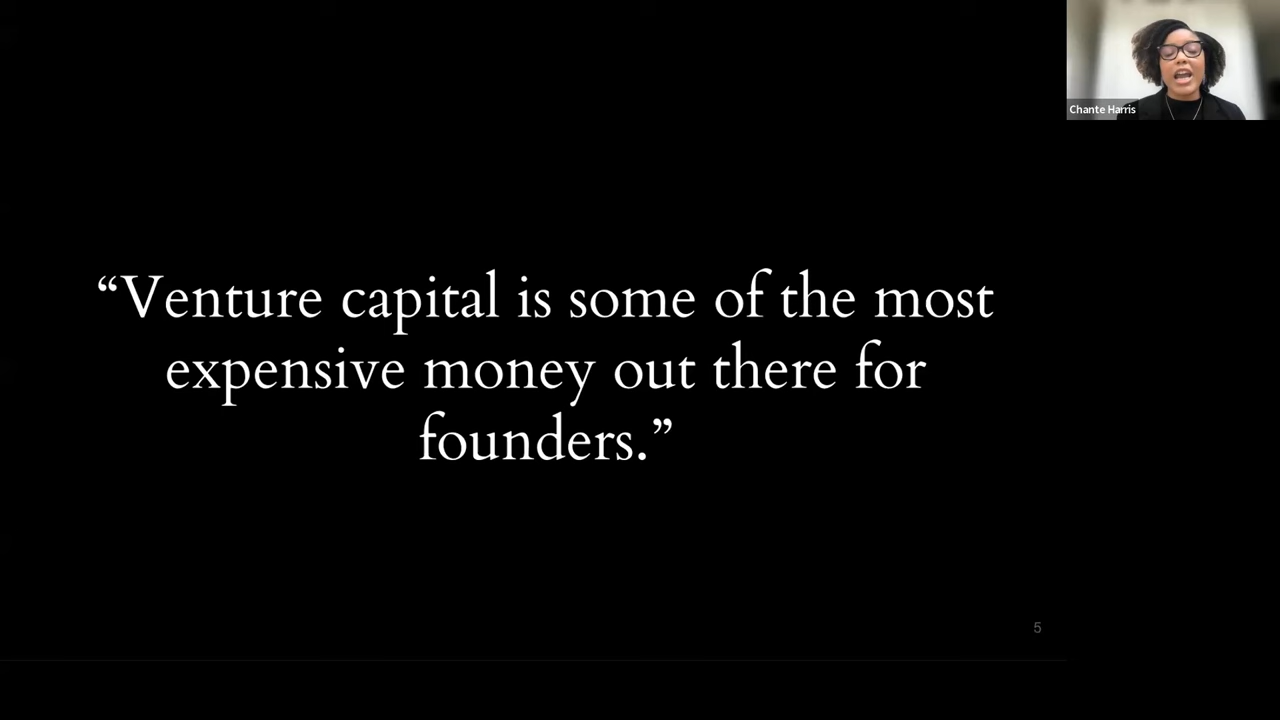 Chante Harris
“Venture capital is some of the most
expensive money out there for
founders.”
5